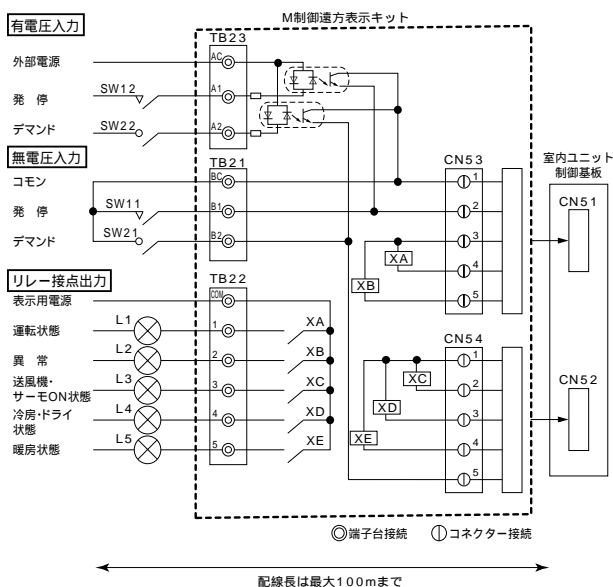 M制御遠方表示キット
有電圧入力
TB23
外部電源
AC
発　停
SW12
A1
デマンド
SW22
A2
無電圧入力
TB21
CN53
室内ユニット
制御基板
コモン
BC
1
CN51
発　停
SW11
B1
2
デマンド
SW21
B2
3
XA
4
XB
5
リレー接点出力
TB22
表示用電源
COM
運転状態
L1
1
XA
CN54
異　常
L2
2
XB
1
XC
2
送風機・
サーモON状態
L3
3
XC
CN52
冷房・ドライ
状態
L4
4
XD
XD
3
暖房状態
L5
5
XE
XE
4
5
端子台接続
コネクター接続
配線長は最大100mまで